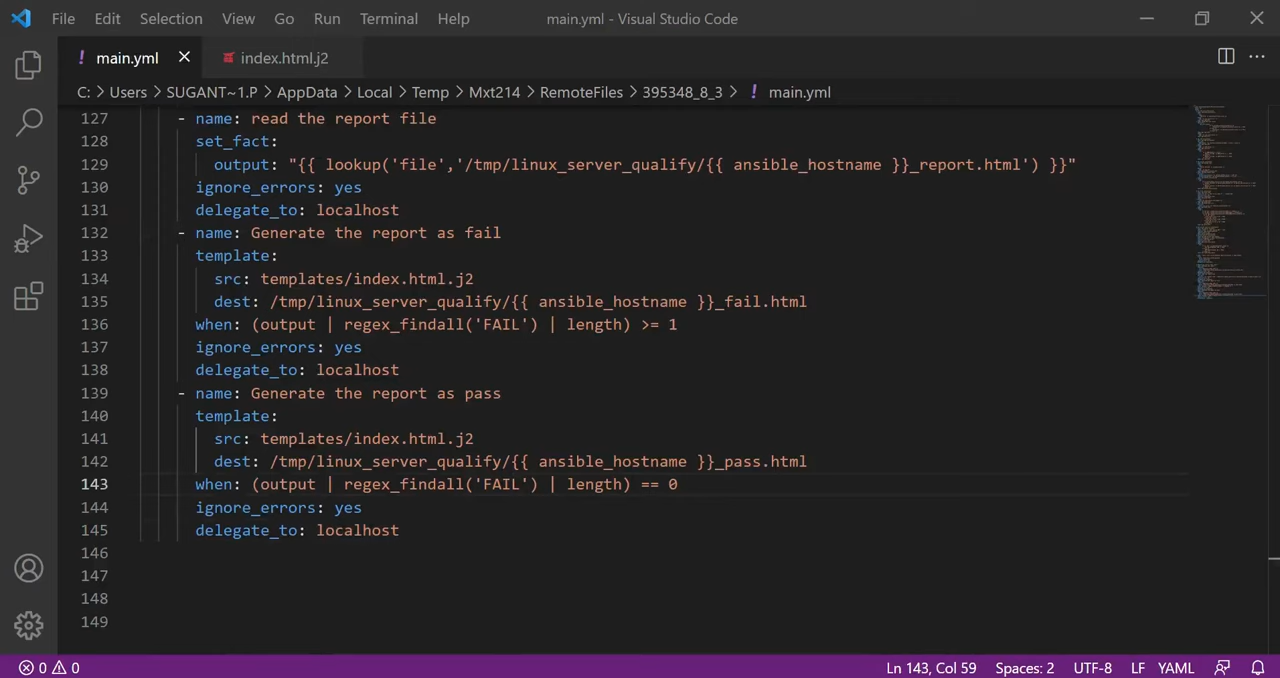 File Edit Selection View Go Run Terminal Help main.yml - Visual Studio Code
! main.yml index.html.j2
C: > Users > SUGANT~1.P > AppData > Local > Temp > Mxt214 > RemoteFiles > 395348_8_3 > ! main.yml
127 - name: read the report file
128 set_fact:
129 output: "{{ lookup('file','/tmp/linux_server_qualify/{{ ansible_hostname }}_report.html') }}"
130 ignore_errors: yes
131 delegate_to: localhost
132 - name: Generate the report as fail
133 template:
134 src: templates/index.html.j2
135 dest: /tmp/linux_server_qualify/{{ ansible_hostname }}_fail.html
136 when: (output | regex_findall('FAIL') | length) >= 1
137 ignore_errors: yes
138 delegate_to: localhost
139 - name: Generate the report as pass
140 template:
141 src: templates/index.html.j2
142 dest: /tmp/linux_server_qualify/{{ ansible_hostname }}_pass.html
143 when: (output | regex_findall('FAIL') | length) == 0
144 ignore_errors: yes
145 delegate_to: localhost
146
147
148
149
0 0 Ln 143, Col 59 Spaces: 2 UTF-8 LF YAML